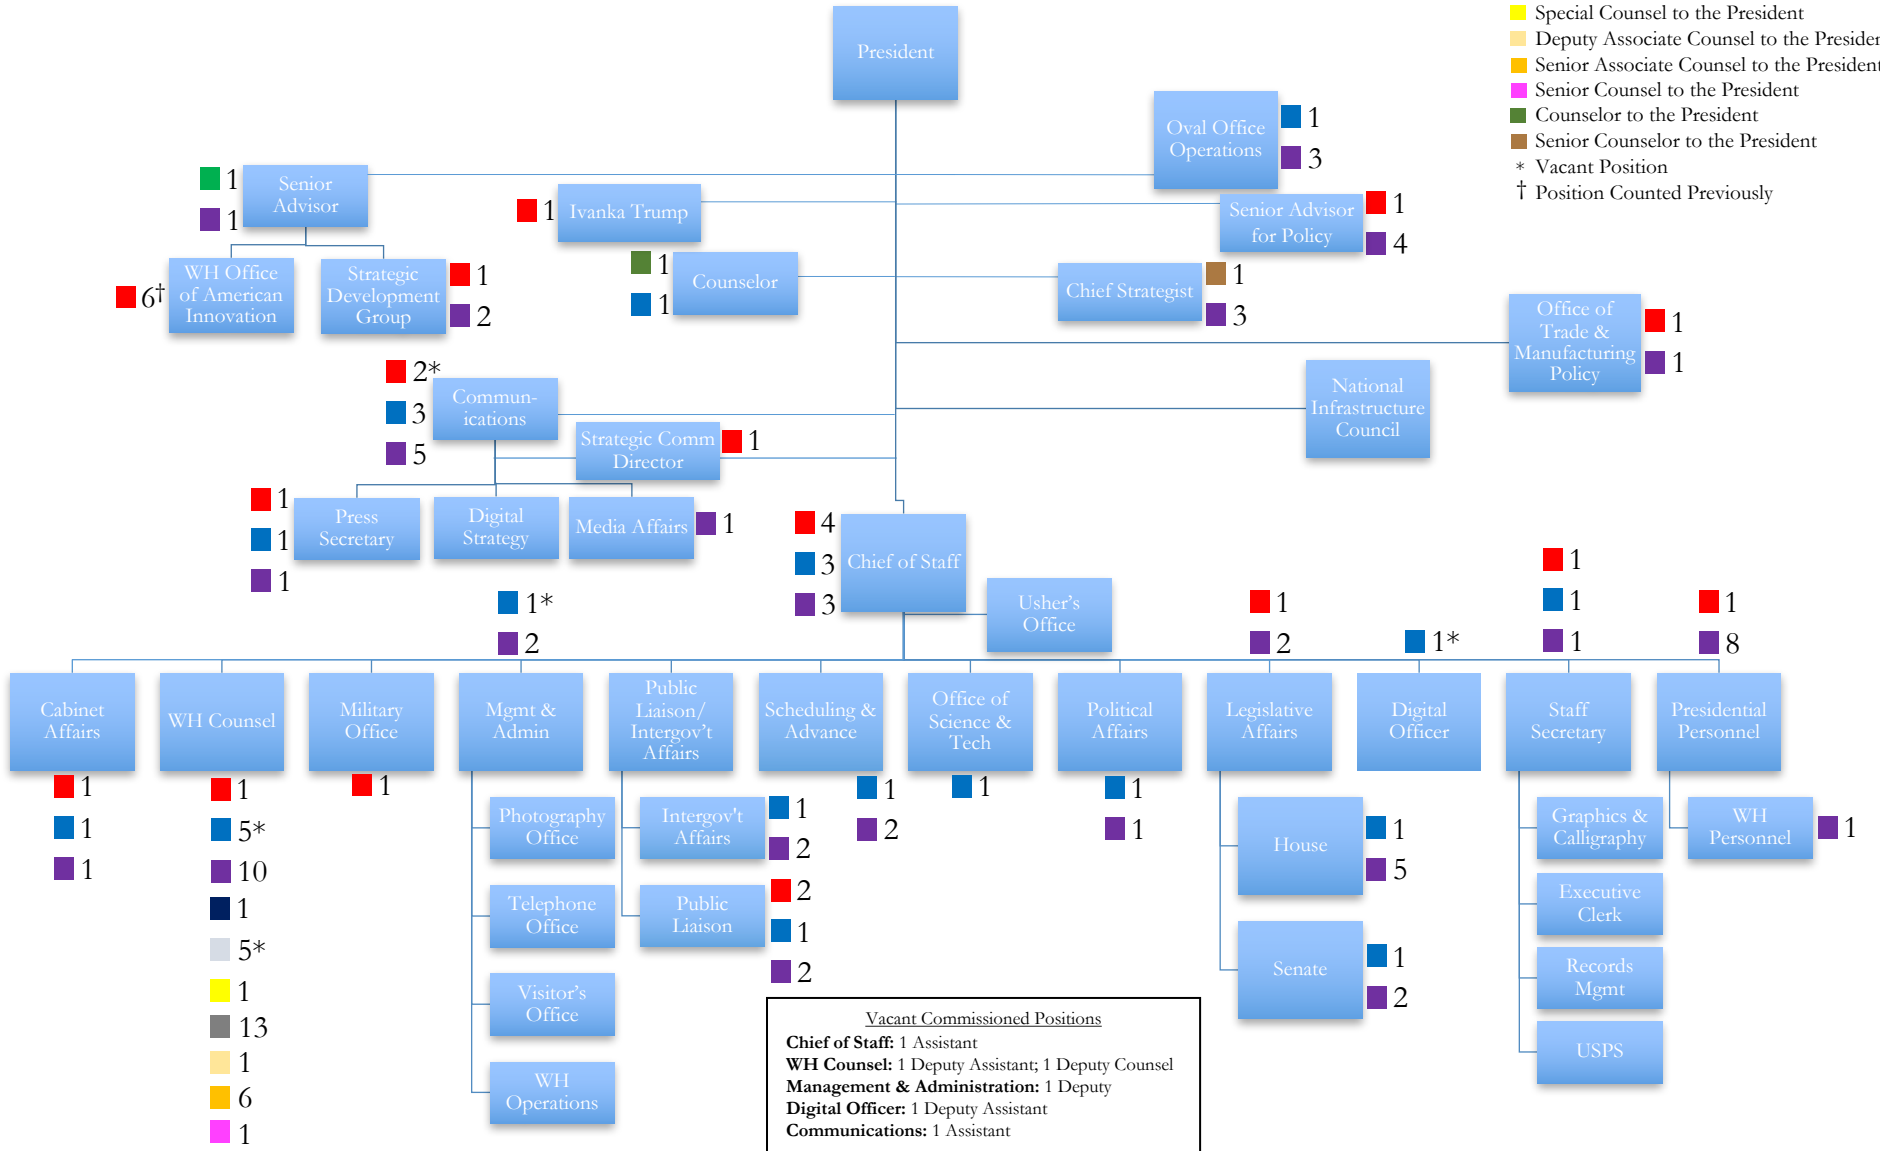 President
Special Counsel to the President
Deputy Associate Counsel to the Presiden
Senior Associate Counsel to the President
Senior Counsel to the President
Counselor to the President
Senior Counselor to the President
* Vacant Position
† Position Counted Previously
Oval Office
Operations
1
3
1
1
Senior
Advisor
1
Ivanka Trump
Senior Advisor
for Policy
1
4
6†
WH Office
of American
Innovation
Strategic
Development
Group
1
2
1
1
Counselor
Chief Strategist
1
3
Office of
Trade &
Manufacturing
Policy
1
1
2*
3
5
Commun-
ications
National
Infrastructure
Council
Strategic Comm
Director
1
1
1
1
Press
Secretary
Digital
Strategy
Media Affairs
1
4
3
3
Chief of Staff
Usher's
Office
1*
2
1
2
1*
1
1
1
1
8
Cabinet
Affairs
WH Counsel
Military
Office
Mgmt &
Admin
Public
Liaison/
Intergov't
Affairs
Scheduling &
Advance
Office of
Science &
Tech
Political
Affairs
Legislative
Affairs
Digital
Officer
Staff
Secretary
Presidential
Personnel
1
1
1
1
5*
10
1
5*
1
13
1
6
1
1
Photography
Office
Telephone
Office
Visitor's
Office
WH
Operations
Intergov't
Affairs
1
2
Public
Liaison
2
1
2
1
2
1
1
1
House
1
5
Senate
1
2
Graphics &
Calligraphy
Executive
Clerk
Records
Mgmt
USPS
WH
Personnel
1
Vacant Commissioned Positions
Chief of Staff: 1 Assistant
WH Counsel: 1 Deputy Assistant; 1 Deputy Counsel
Management & Administration: 1 Deputy
Digital Officer: 1 Deputy Assistant
Communications: 1 Assistant